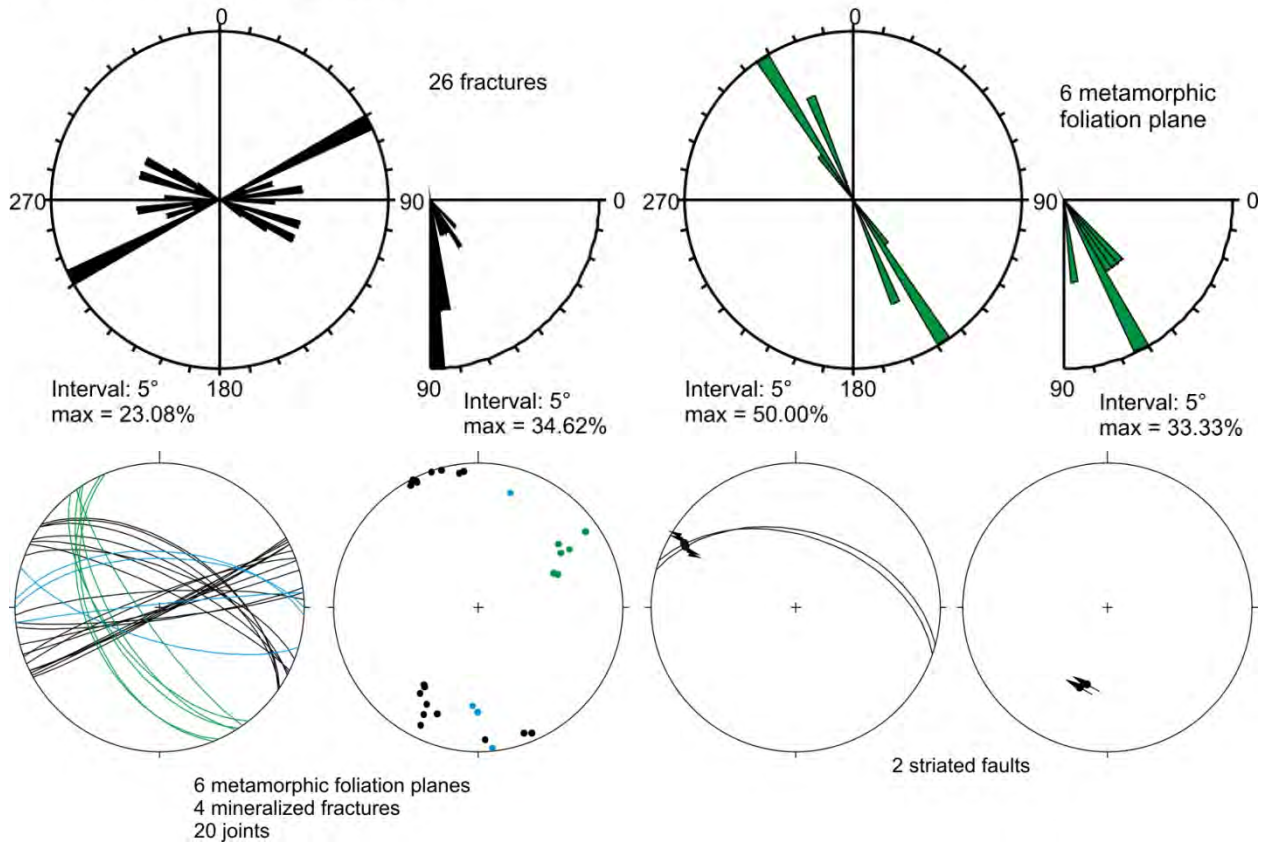 0
26 fractures
270
90
0
180
90
Interval: 5°
max = 23.08%
Interval: 5°
max = 34.62%
0
6 metamorphic
foliation plane
270
90
0
180
90
Interval: 5°
max = 50.00%
Interval: 5°
max = 33.33%
6 metamorphic foliation planes
4 mineralized fractures
20 joints
2 striated faults